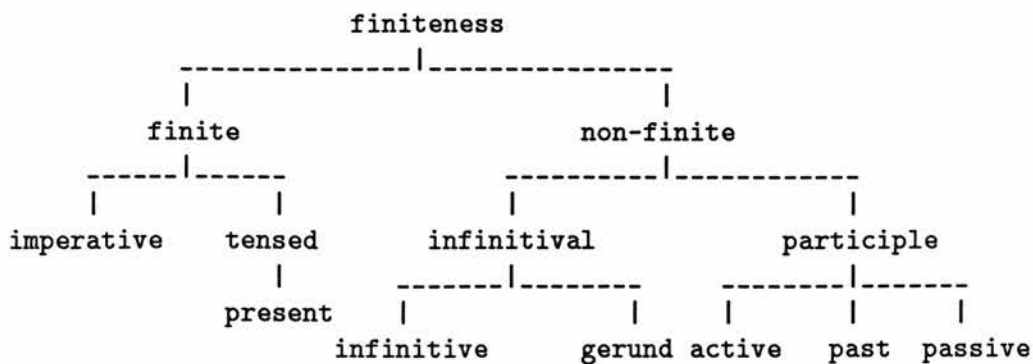 finiteness
finite non-finite
imperative tensed infinitival participle
present
infinitive gerund active past passive